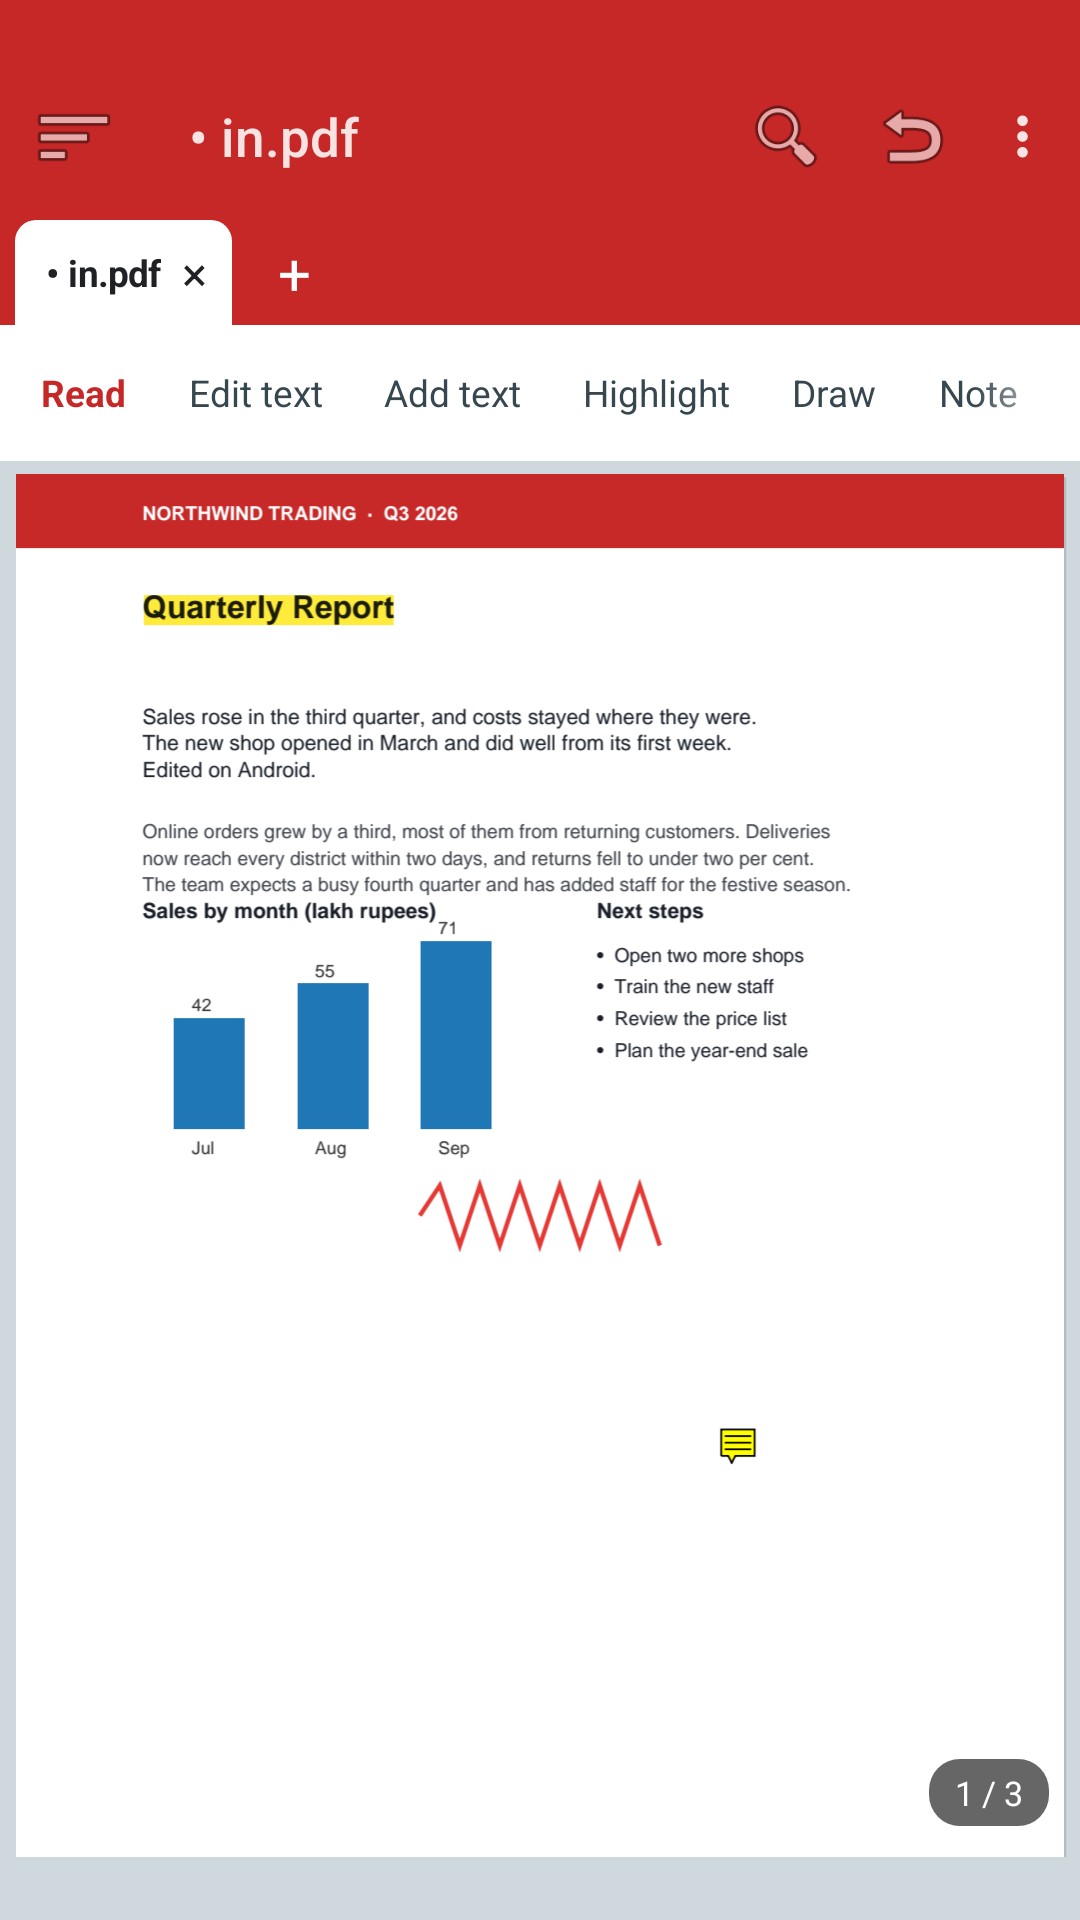 • in.pdf
• in.pdf × +
Read Edit text Add text Highlight Draw Note
NORTHWIND TRADING · Q3 2026
Quarterly Report
Sales rose in the third quarter, and costs stayed where they were.
The new shop opened in March and did well from its first week.
Edited on Android.
Online orders grew by a third, most of them from returning customers. Deliveries
now reach every district within two days, and returns fell to under two per cent.
The team expects a busy fourth quarter and has added staff for the festive season.
Sales by month (lakh rupees)
71
55
42
Jul Aug Sep
Next steps
• Open two more shops
• Train the new staff
• Review the price list
• Plan the year-end sale
1 / 3